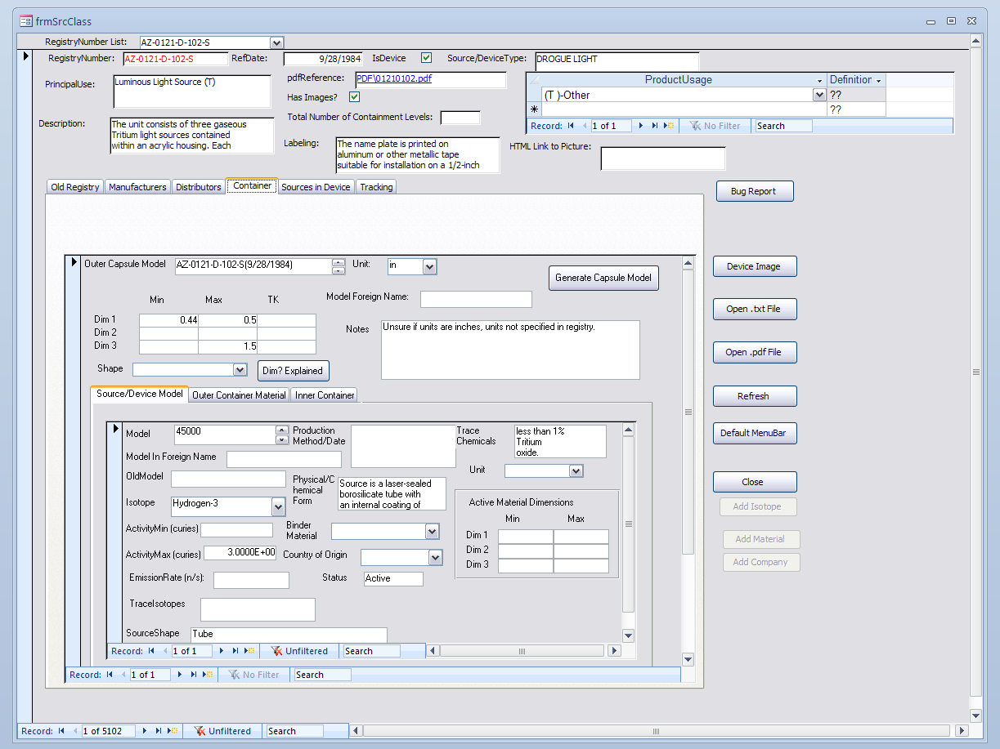 frmSrcClass
RegistryNumber List: AZ-0121-D-102-S
RegistryNumber: AZ-0121-D-102-S RefDate: 9/28/1984 IsDevice Source/DeviceType: DROGUE LIGHT
PrincipalUse: Luminous Light Source (T)
pdfReference: PDF\01210102.pdf
Has Images?
Total Number of Containment Levels:
ProductUsage Definition
(T )-Other ??
??
Record: 1 of 1 No Filter Search
Description: The unit consists of three gaseous
Tritium light sources contained
within an acrylic housing. Each
Labeling: The name plate is printed on
aluminum or other metallic tape
suitable for installation on a 1/2-inch
HTML Link to Picture:
Old Registry Manufacturers Distributors Container Sources in Device Tracking
Bug Report
Outer Capsule Model AZ-0121-D-102-S(9/28/1984) Unit: in
Generate Capsule Model
Device Image
Min Max TK
Model Foreign Name:
Dim 1 0.44 0.5
Dim 2
Dim 3 1.5
Notes Unsure if units are inches, units not specified in registry.
Open .txt File
Open .pdf File
Shape Dim? Explained
Source/Device Model Outer Container Material Inner Container
Refresh
Default MenuBar
Close
Add Isotope
Add Material
Add Company
Model 45000
Production
Method/Date
Trace
Chemicals
less than 1%
Tritium
oxide.
Model In Foreign Name
Unit
OldModel
Physical/C
hemical
Form
Source is a laser-sealed
borosilicate tube with
an internal coating of
Isotope Hydrogen-3
Active Material Dimensions
Min Max
Dim 1
Dim 2
Dim 3
ActivityMin (curies)
Binder
Material
ActivityMax (curies) 3.0000E+00 Country of Origin
EmissionRate (n/s): Status Active
TraceIsotopes
SourceShape Tube
Record: 1 of 1 Unfiltered Search
Record: 1 of 1 No Filter Search
Record: 1 of 5102 Unfiltered Search